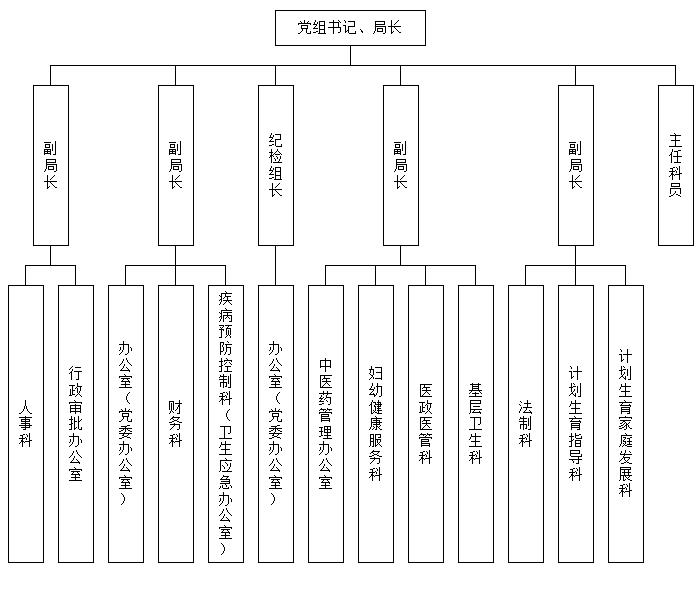 党组书记、局长
副局长
副局长
纪检组长
副局长
副局长
主任科员
人事科
行政审批办公室
办公室（党委办公室）
财务科
疾病预防控制科（卫生应急办公室）
办公室（党委办公室）
中医药管理办公室
妇幼健康服务科
医政医管科
基层卫生科
法制科
计划生育指导科
计划生育家庭发展科